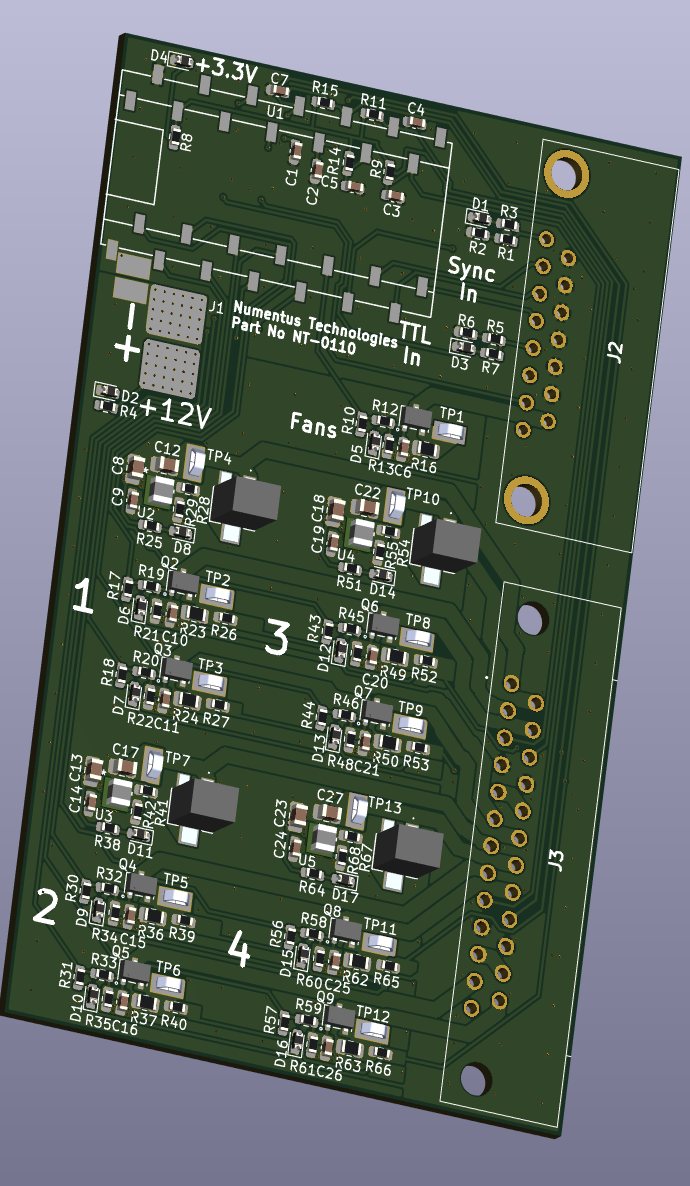 D4
+3.3V
C7
R15
R11
C4
U1
R8
C1
C2
R14
C5
R9
C3
D1
R3
R2
R1
Sync
In
J1
Numentus Technologies
Part No NT-0110
TTL
In
R6
R5
D3
R7
J2
−
+
D2
R4
+12V
Fans
R10
R12
TP1
D5
R13
C6
R16
C8
C12
TP4
C9
U2
R29
R28
R25
D8
C18
C22
TP10
C19
U4
R55
R54
R51
D14
1
R17
R19
Q2
TP2
D6
R21
C10
R23
R26
3
R43
R45
Q6
TP8
D12
C20
R49
R52
R18
R20
Q3
TP3
D7
R22
C11
R24
R27
R44
R46
Q7
TP9
D13
R48
C21
R50
R53
C13
C17
TP7
C14
U3
R42
R41
R38
D11
C23
C27
TP13
C24
U5
R68
R67
R64
D17
J3
2
R30
R32
Q4
TP5
D9
R34
C15
R36
R39
4
R56
R58
Q8
TP11
D15
R60
C25
R62
R65
R31
R33
Q5
TP6
D10
R35
C16
R37
R40
R57
R59
Q9
TP12
D16
R61
C26
R63
R66